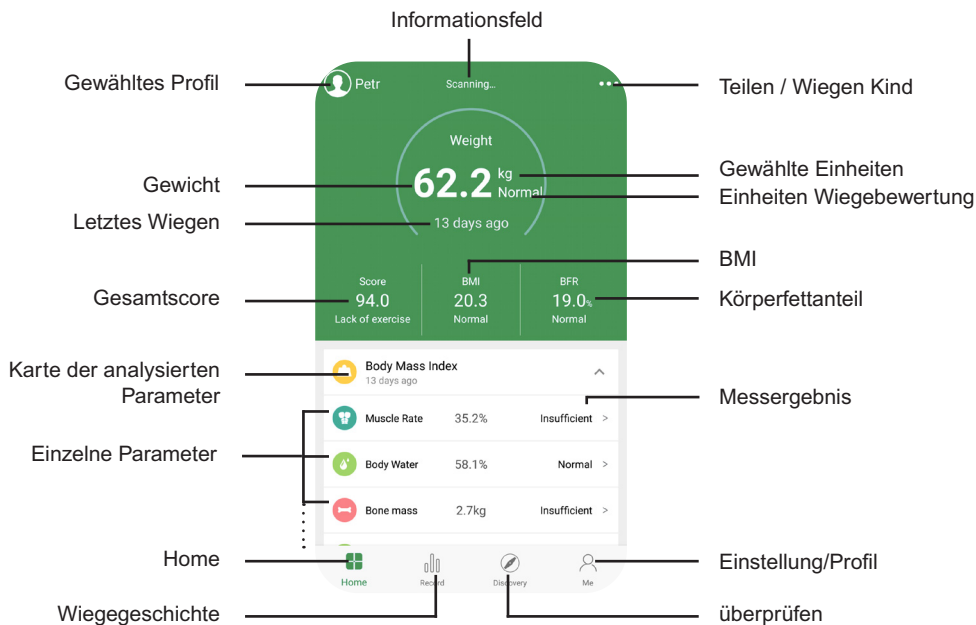 Informationsfeld
Gewähltes Profil
Petr
Scanning...
Teilen / Wiegen Kind
Weight
Gewicht
62.2 kg
Normal
Gewählte Einheiten
Einheiten Wiegebewertung
Letztes Wiegen
13 days ago
BMI
Gesamtscore
Score
94.0
Lack of exercise
BMI
20.3
Normal
BFR
19.0%
Normal
Körperfettanteil
Karte der analysierten
Parameter
Body Mass Index
13 days ago
Messergebnis
Einzelne Parameter
Muscle Rate 35.2% Insufficient >
Body Water 58.1% Normal >
Bone mass 2.7kg Insufficient >
Home
Home
Record
Discovery
Me
Einstellung/Profil
Wiegegeschichte
überprüfen